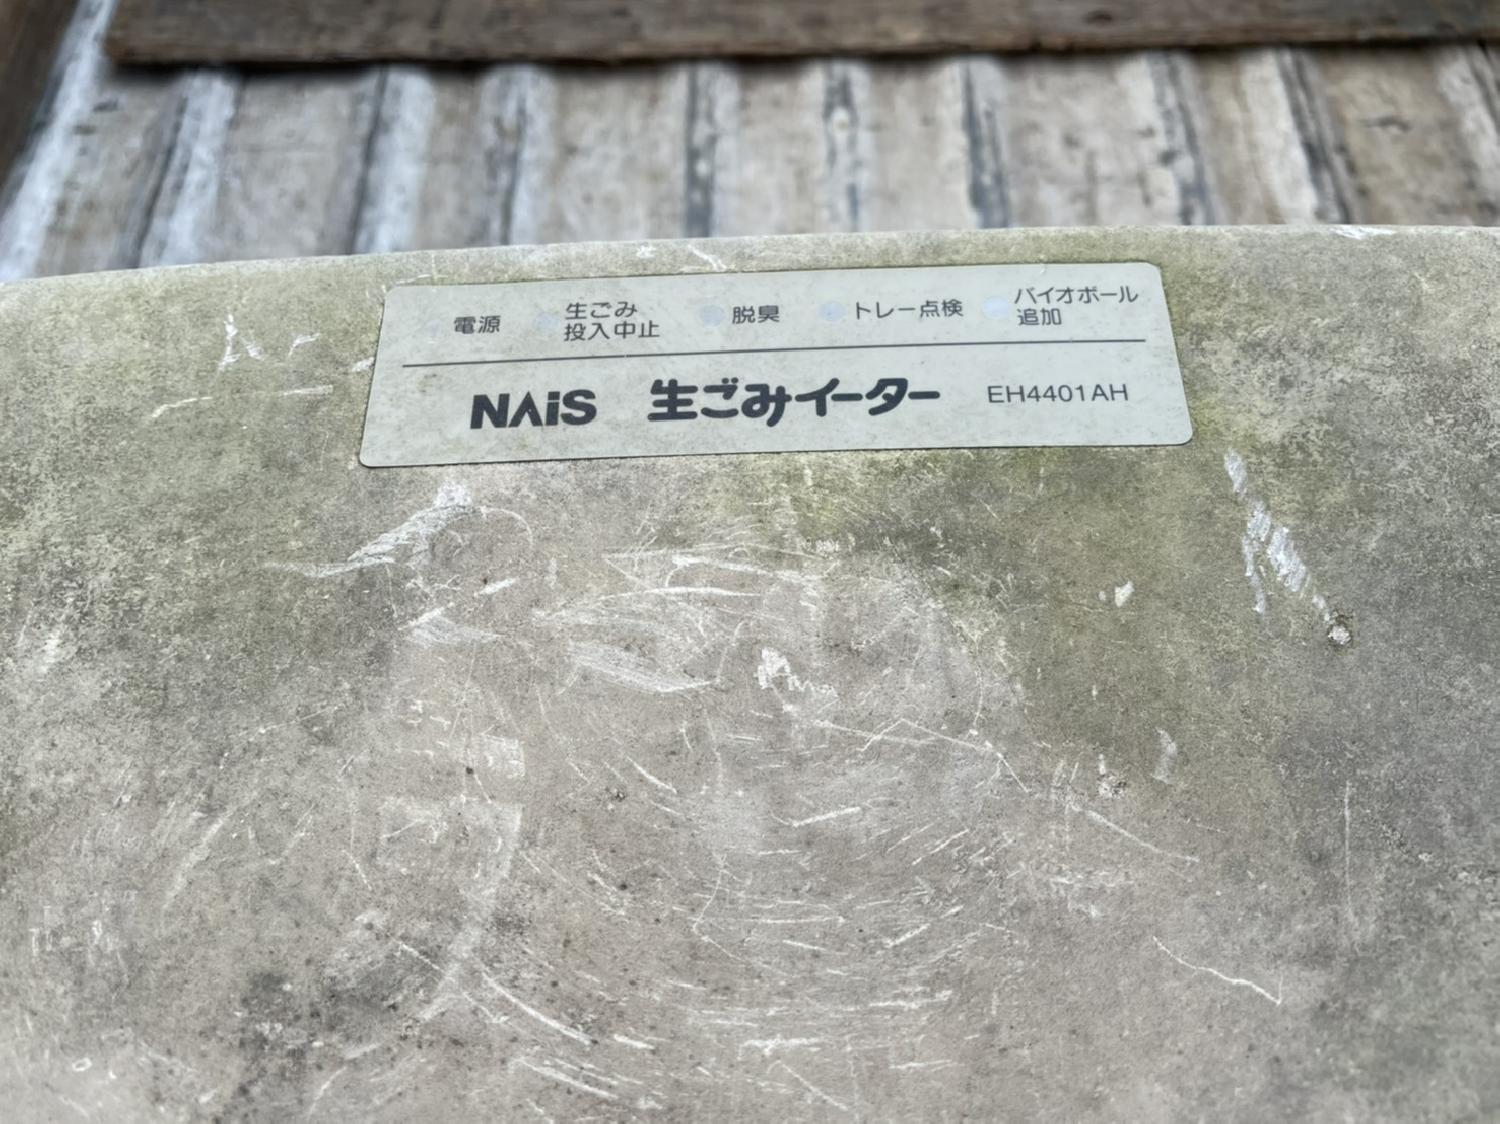 電源
生ごみ
投入中止
脱臭
トレー点検
バイオボール
追加
NAiS 生ごみイーター EH4401AH